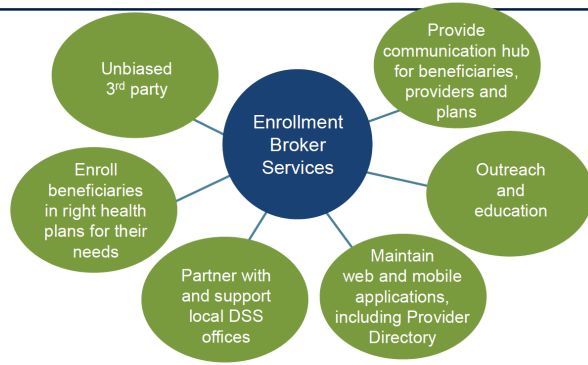 Unbiased
3rd party
Provide
communication hub
for beneficiaries,
providers and
plans
Enrollment
Broker
Services
Enroll
beneficiaries
in right health
plans for their
needs
Outreach
and
education
Partner with
and support
local DSS
offices
Maintain
web and mobile
applications,
including Provider
Directory